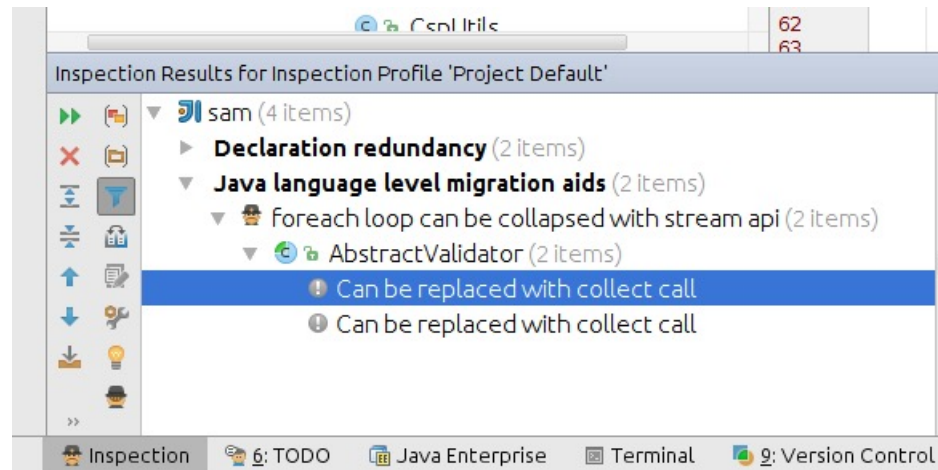 CspUtils
62
63
Inspection Results for Inspection Profile 'Project Default'
sam (4 items)
Declaration redundancy (2 items)
Java language level migration aids (2 items)
foreach loop can be collapsed with stream api (2 items)
AbstractValidator (2 items)
Can be replaced with collect call
Can be replaced with collect call
Inspection 6: TODO Java Enterprise Terminal 9: Version Control